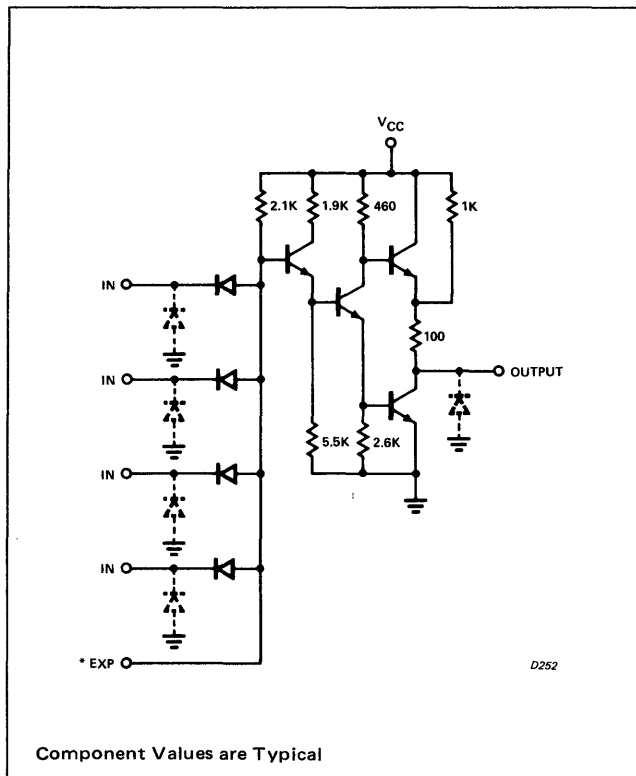 VCC
2.1K 1.9K 460 1K
IN
100
OUTPUT
IN
5.5K 2.6K
IN
IN
* EXP
D252
Component Values are Typical